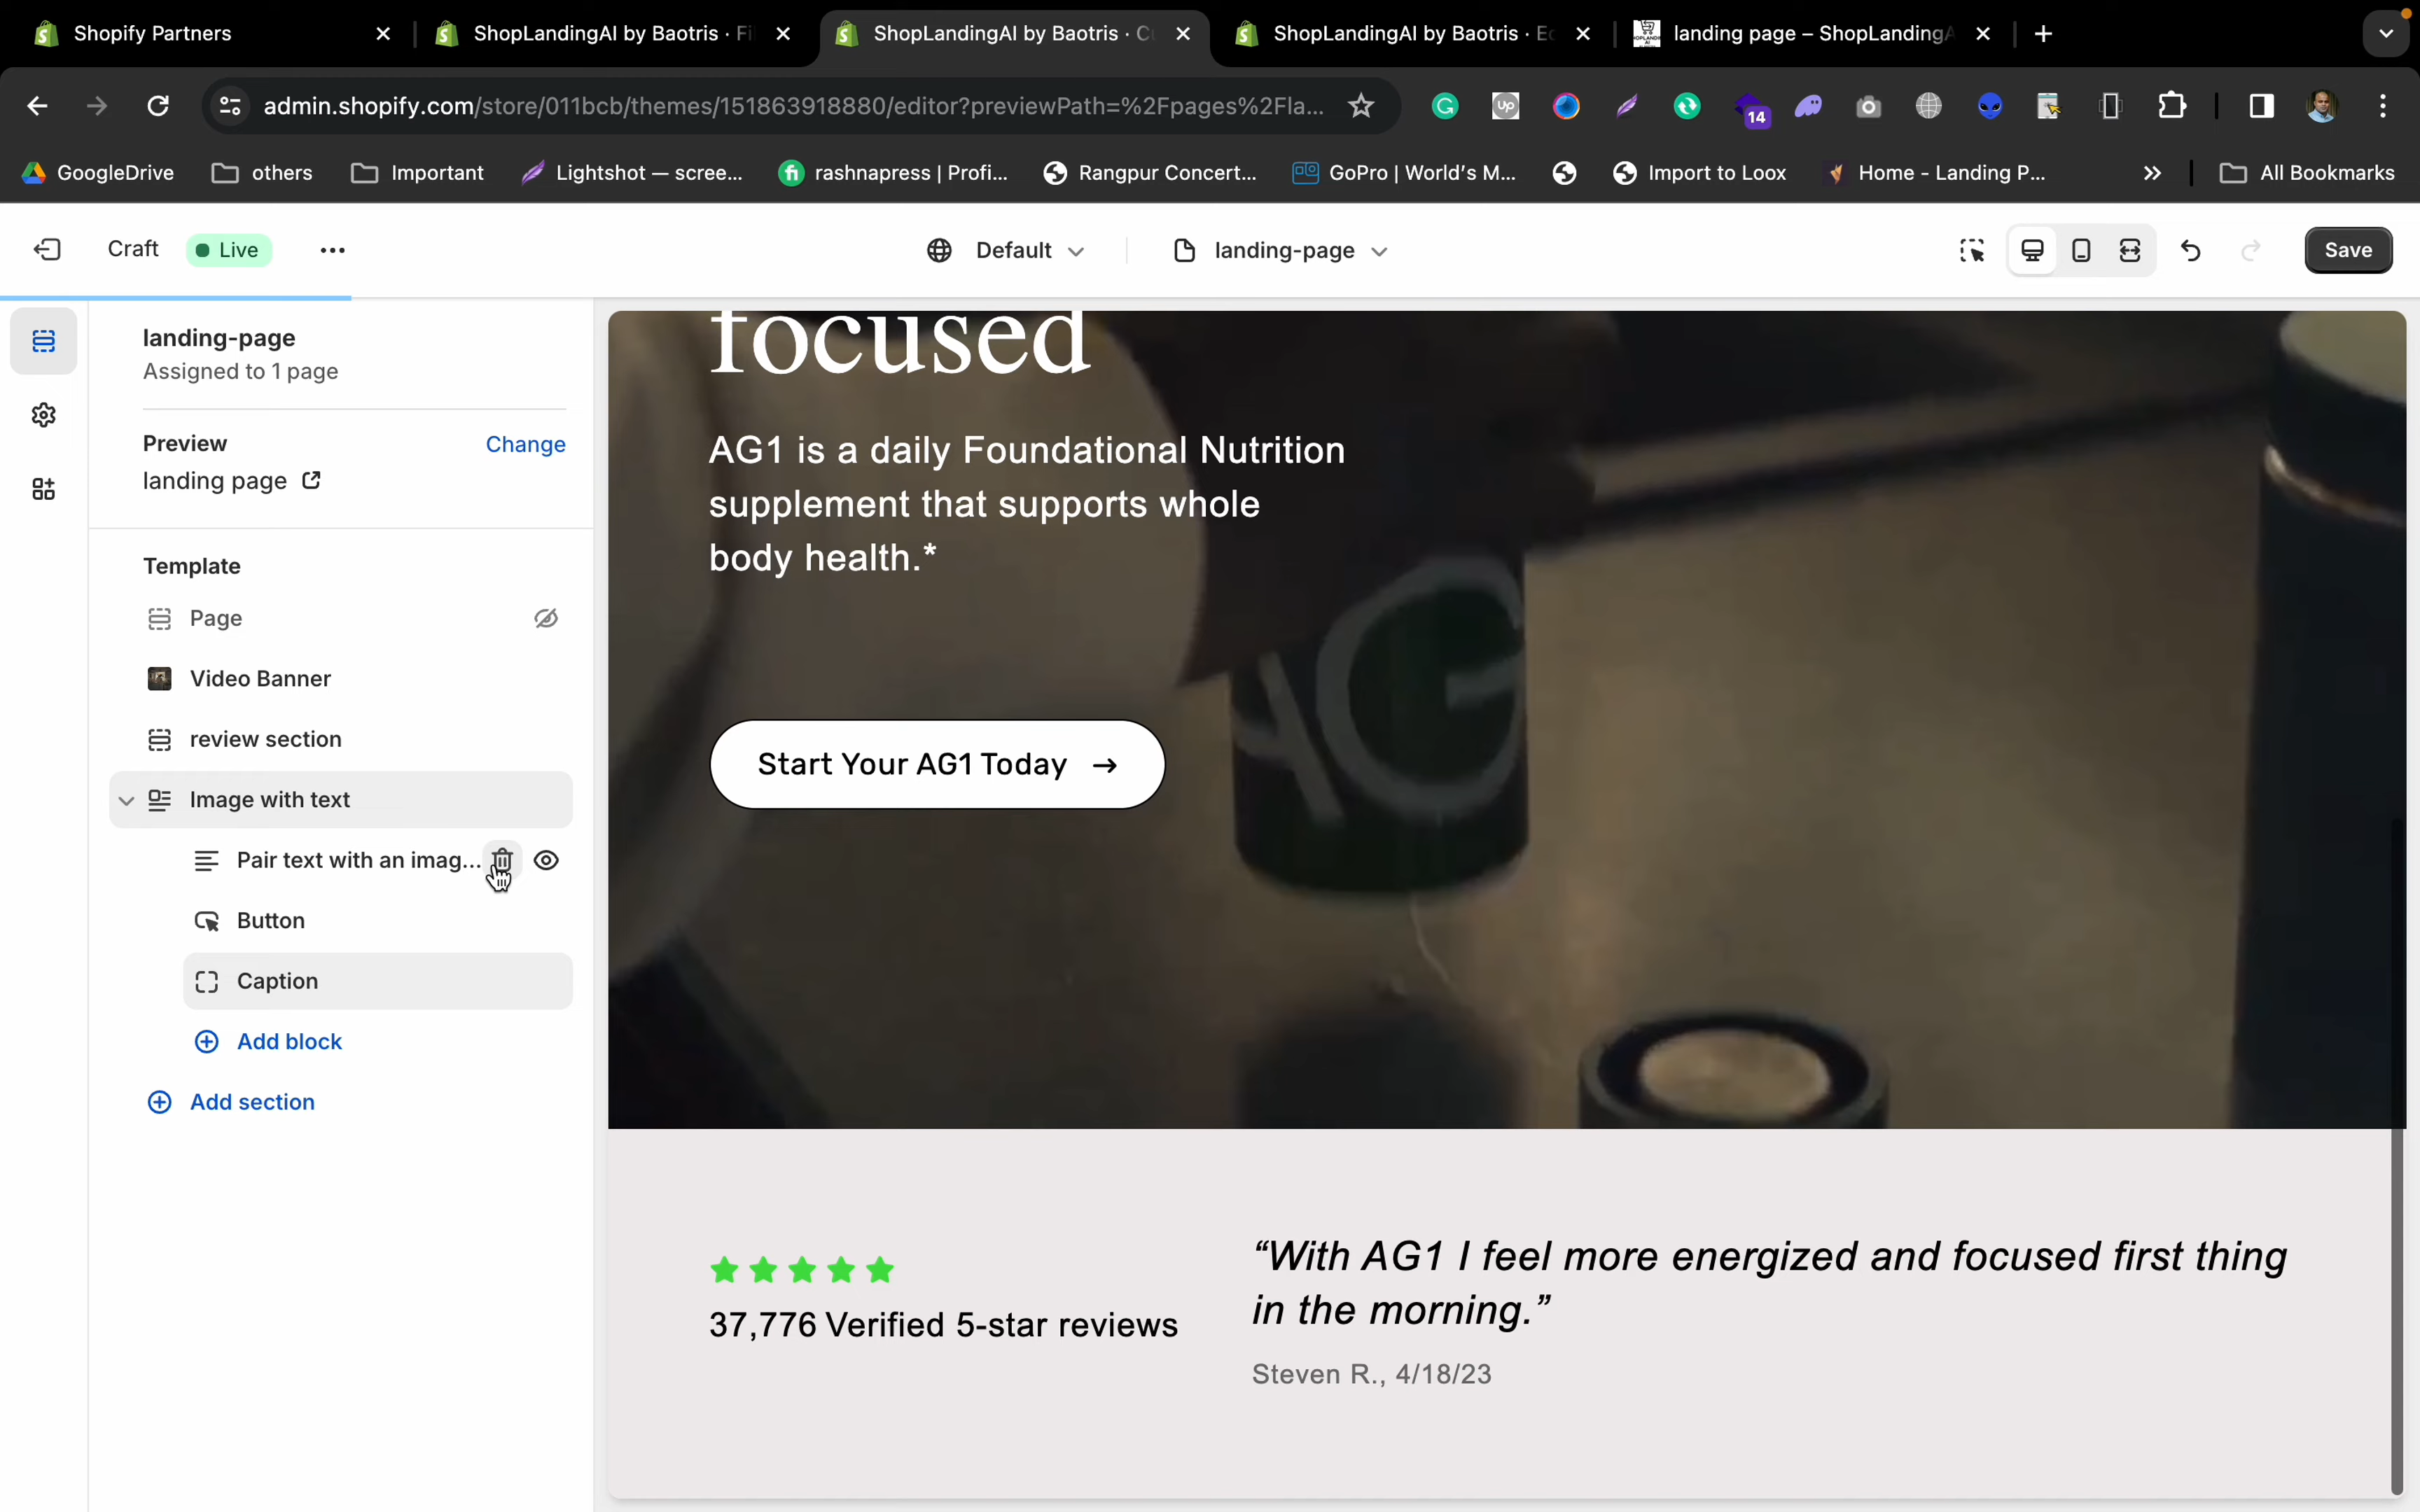 Shopify Partners
ShopLandingAI by Baotris · Fi
ShopLandingAI by Baotris · Cu
ShopLandingAI by Baotris · Ec
landing page – ShopLandingA
admin.shopify.com/store/011bcb/themes/151863918880/editor?previewPath=%2Fpages%2Fla...
14
GoogleDrive
others
Important
Lightshot — scree...
rashnapress | Profi...
Rangpur Concert...
GoPro | World's M...
Import to Loox
Home - Landing P...
All Bookmarks
Craft
Live
Default
landing-page
Save
landing-page
Assigned to 1 page
Preview
Change
landing page
Template
Page
Video Banner
review section
Image with text
Pair text with an imag...
Button
Caption
Add block
Add section
focused
AG1 is a daily Foundational Nutrition
supplement that supports whole
body health.*
Start Your AG1 Today →
AG
37,776 Verified 5-star reviews
“With AG1 I feel more energized and focused first thing
in the morning.”
Steven R., 4/18/23